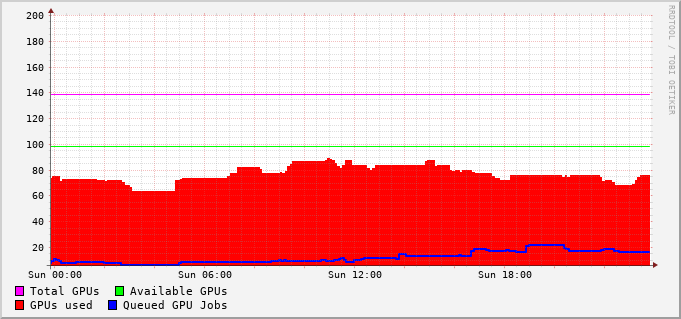 200
180
160
140
120
100
80
60
40
20
Sun 00:00 Sun 06:00 Sun 12:00 Sun 18:00
Total GPUs Available GPUs
GPUs used Queued GPU Jobs
RRDTOOL / TOBI OETIKER